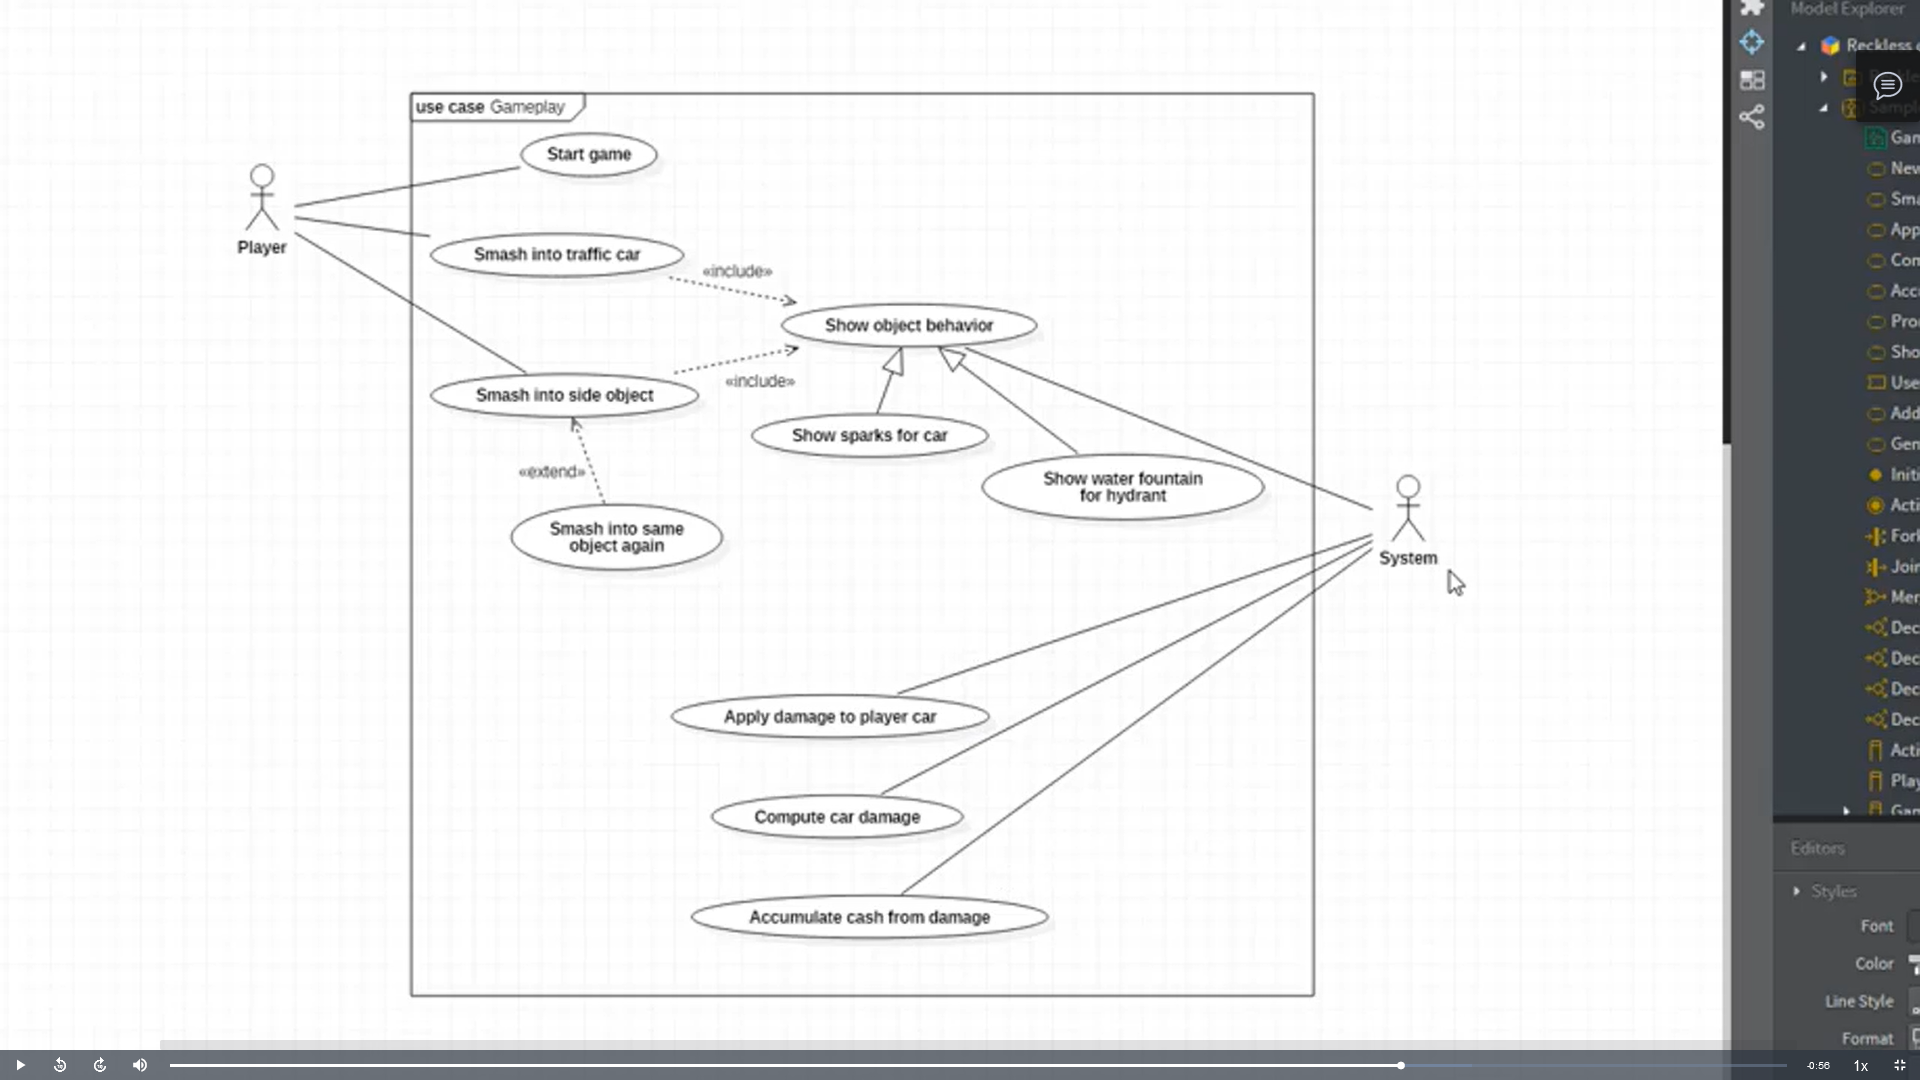 Model Explorer
Reckless
use case Gameplay
Start game
Player
Smash into traffic car
«include»
Show object behavior
«include»
Smash into side object
Show sparks for car
«extend»
Show water fountain
for hydrant
Smash into same
object again
System
Apply damage to player car
Compute car damage
Accumulate cash from damage
Sampl
Gan
New
Sma
App
Con
Acc
Pro
Sho
Use
Add
Gen
Initi
Acti
Fork
Join
Mer
Dec
Dec
Dec
Dec
Acti
Play
Gan
Editors
Styles
Font
Color
Line Style
Format
-0:56
1x